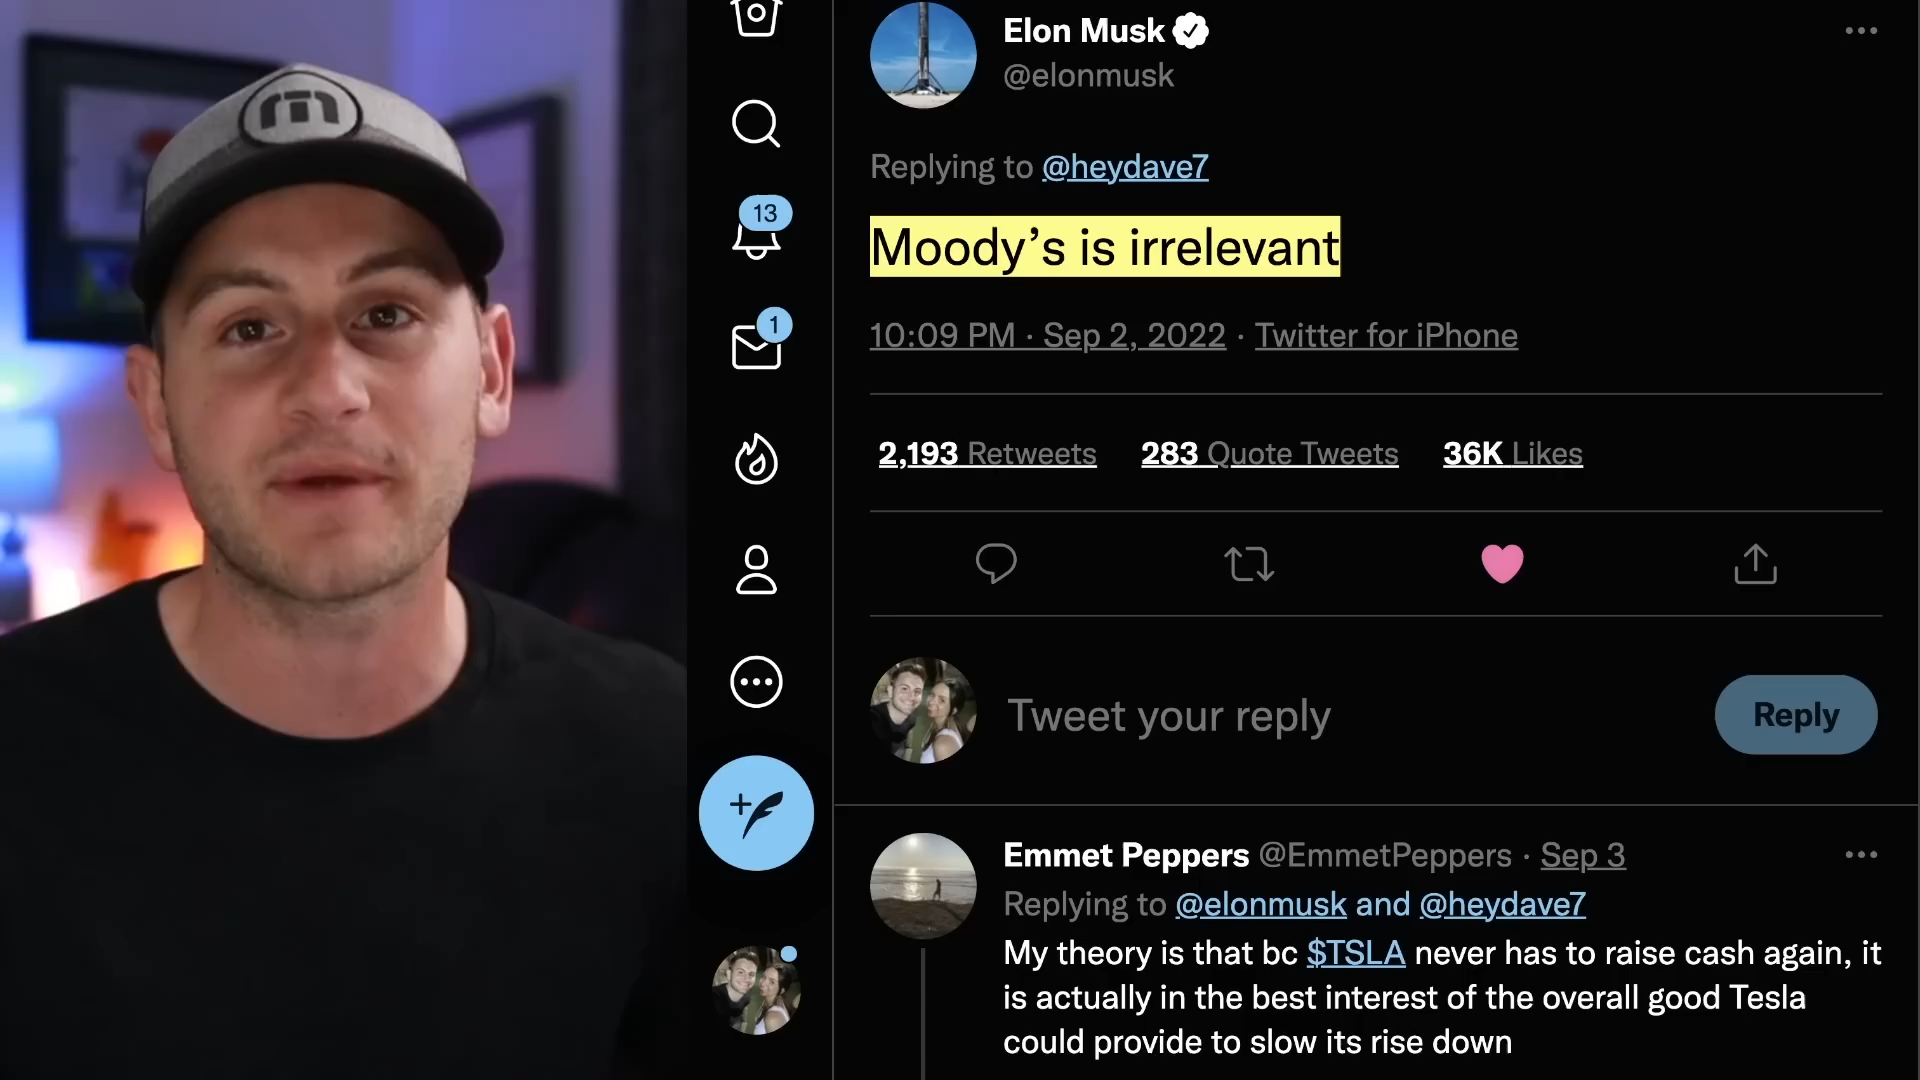 Elon Musk
@elonmusk
Replying to @heydave7
Moody’s is irrelevant
10:09 PM · Sep 2, 2022 · Twitter for iPhone
2,193 Retweets 283 Quote Tweets 36K Likes
Tweet your reply
Reply
Emmet Peppers @EmmetPeppers · Sep 3
Replying to @elonmusk and @heydave7
My theory is that bc $TSLA never has to raise cash again, it
is actually in the best interest of the overall good Tesla
could provide to slow its rise down
13
1